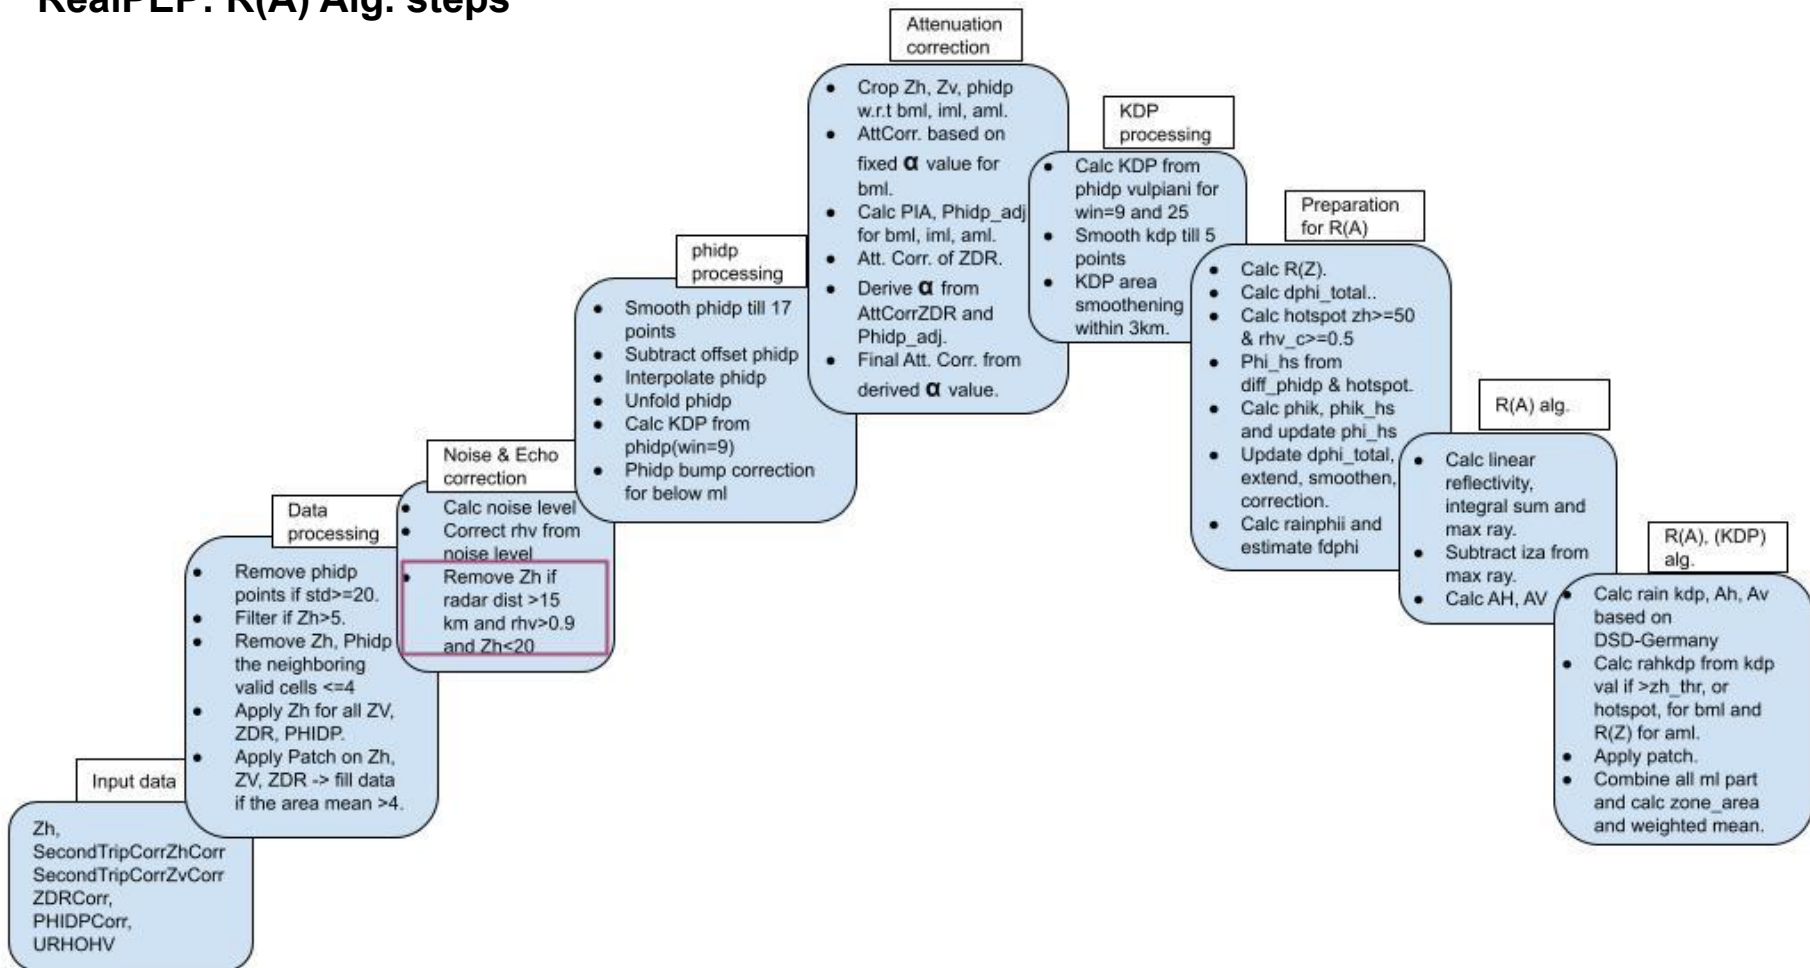 RealPEP: R(A) Alg. steps
Input data
Zh,
SecondTripCorrZhCorr
SecondTripCorrZvCorr
ZDRCorr,
PHIDPCorr,
URHOHV
Data
processing
● Remove phidp
points if std>=20.
● Filter if Zh>5.
● Remove Zh, Phidp
the neighboring
valid cells <=4
● Apply Zh for all ZV,
ZDR, PHIDP.
● Apply Patch on Zh,
ZV, ZDR -> fill data
if the area mean >4.
Noise & Echo
correction
● Calc noise level
● Correct rhv from
noise level
● Remove Zh if
radar dist >15
km and rhv>0.9
and Zh<20
phidp
processing
● Smooth phidp till 17
points
● Subtract offset phidp
● Interpolate phidp
● Unfold phidp
● Calc KDP from
phidp(win=9)
● Phidp bump correction
for below ml
Attenuation
correction
● Crop Zh, Zv, phidp
w.r.t bml, iml, aml.
● AttCorr. based on
fixed α value for
bml.
● Calc PIA, Phidp_adj
for bml, iml, aml.
● Att. Corr. of ZDR.
● Derive α from
AttCorrZDR and
Phidp_adj.
● Final Att. Corr. from
derived α value.
KDP
processing
● Calc KDP from
phidp vulpiani for
win=9 and 25
● Smooth kdp till 5
points
● KDP area
smoothening
within 3km.
Preparation
for R(A)
● Calc R(Z).
● Calc dphi_total..
● Calc hotspot zh>=50
& rhv_c>=0.5
● Phi_hs from
diff_phidp & hotspot.
● Calc phik, phik_hs
and update phi_hs
● Update dphi_total,
extend, smoothen,
correction.
● Calc rainphii and
estimate fdphi
R(A) alg.
● Calc linear
reflectivity,
integral sum and
max ray.
● Subtract iza from
max ray.
● Calc AH, AV
R(A), (KDP)
alg.
● Calc rain kdp, Ah, Av
based on
DSD-Germany
● Calc rahkdp from kdp
val if >zh_thr, or
hotspot, for bml and
R(Z) for aml.
● Apply patch.
● Combine all ml part
and calc zone_area
and weighted mean.